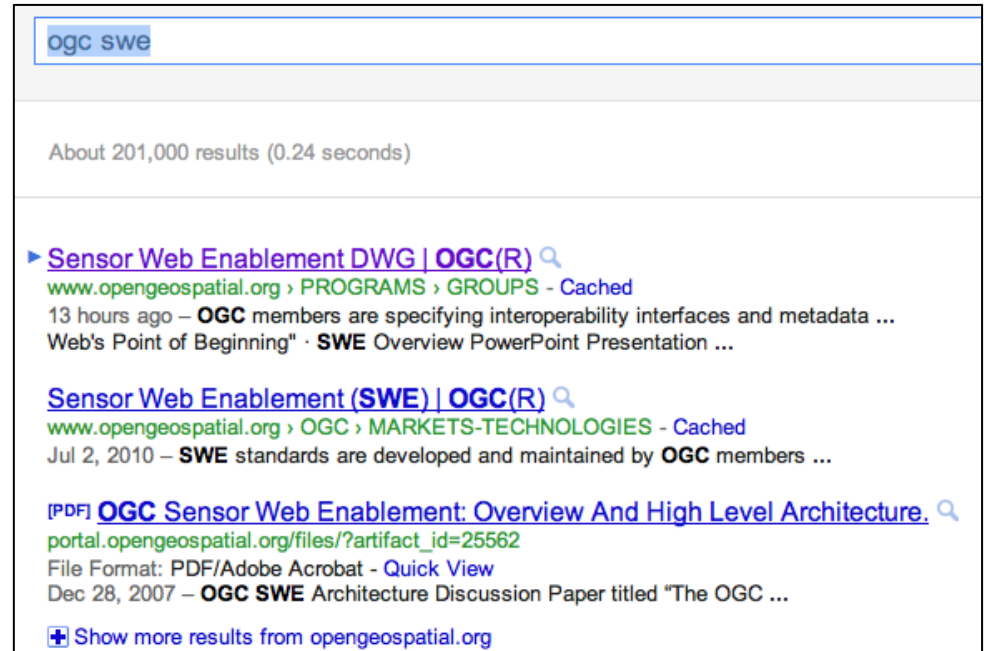 ogc swe
About 201,000 results (0.24 seconds)
Sensor Web Enablement DWG | OGC(R)
www.opengeospatial.org › PROGRAMS › GROUPS - Cached
13 hours ago – OGC members are specifying interoperability interfaces and metadata ...
Web's Point of Beginning" · SWE Overview PowerPoint Presentation ...
Sensor Web Enablement (SWE) | OGC(R)
www.opengeospatial.org › OGC › MARKETS-TECHNOLOGIES - Cached
Jul 2, 2010 – SWE standards are developed and maintained by OGC members ...
[PDF] OGC Sensor Web Enablement: Overview And High Level Architecture.
portal.opengeospatial.org/files/?artifact_id=25562
File Format: PDF/Adobe Acrobat - Quick View
Dec 28, 2007 – OGC SWE Architecture Discussion Paper titled “The OGC ...
Show more results from opengeospatial.org